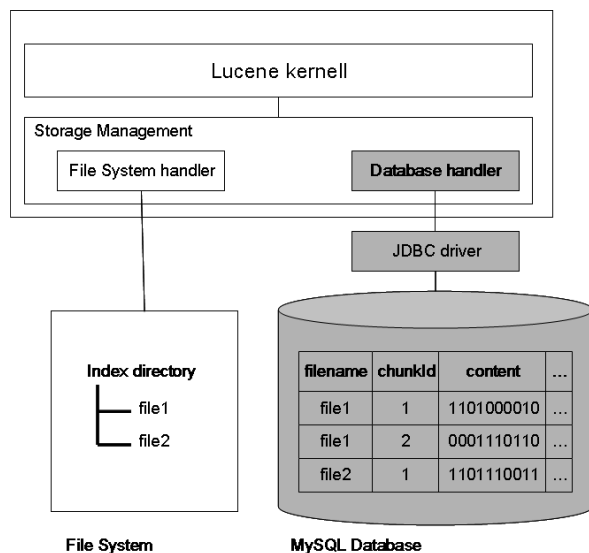 Lucene kernell
Storage Management
File System handler
Database handler
JDBC driver
Index directory
file1
file2
filename chunkId content ...
file1 1 1101000010 ...
file1 2 0001110110 ...
file2 1 1101110011 ...
File System
MySQL Database